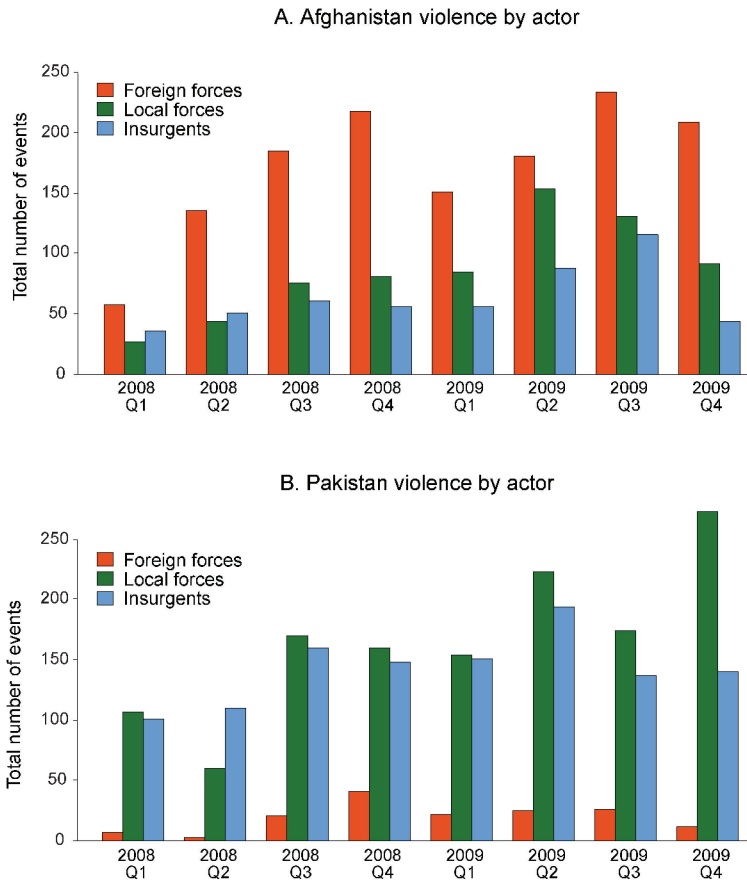 A. Afghanistan violence by actor
Total number of events
250
200
150
100
50
0
Foreign forces
Local forces
Insurgents
2008 2008 2008 2008 2009 2009 2009 2009
Q1 Q2 Q3 Q4 Q1 Q2 Q3 Q4
B. Pakistan violence by actor
Total number of events
250
200
150
100
50
0
Foreign forces
Local forces
Insurgents
2008 2008 2008 2008 2009 2009 2009 2009
Q1 Q2 Q3 Q4 Q1 Q2 Q3 Q4